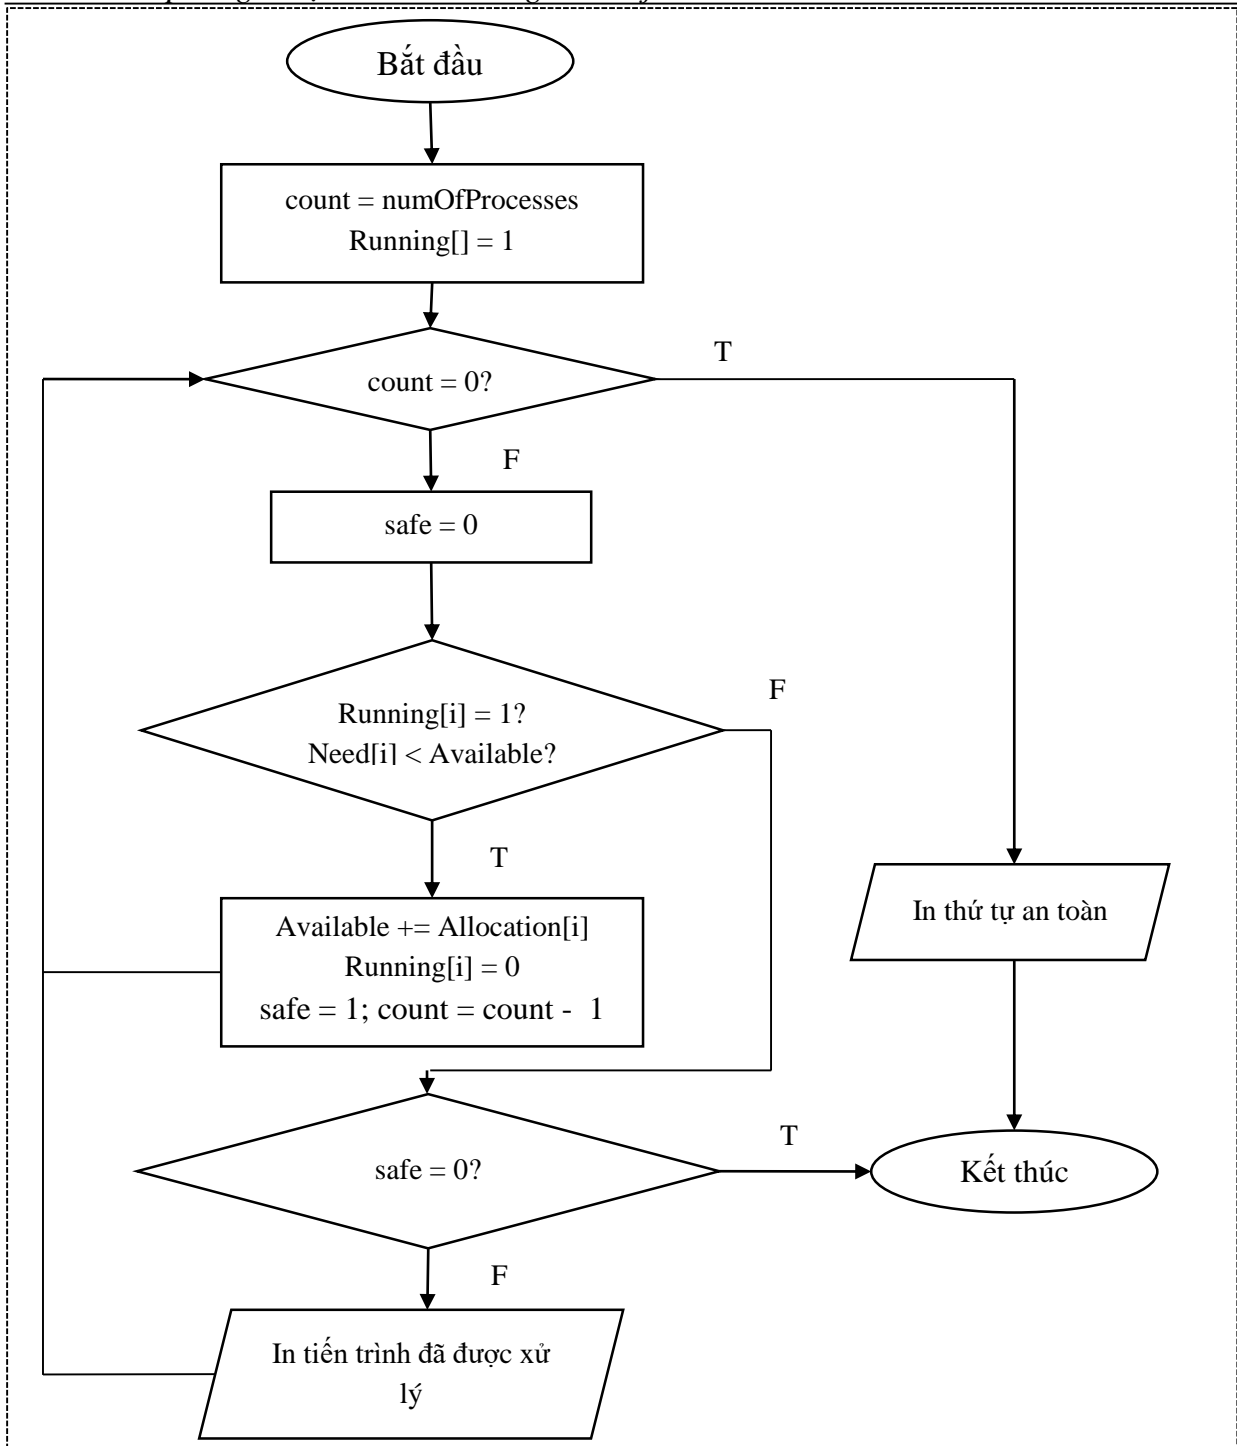 Bắt đầu
count = numOfProcesses
Running[] = 1
count = 0?
T
F
safe = 0
Running[i] = 1?
Need[i] < Available?
F
T
Available += Allocation[i]
Running[i] = 0
safe = 1; count = count - 1
In thứ tự an toàn
safe = 0?
T
Kết thúc
F
In tiến trình đã được xử
lý